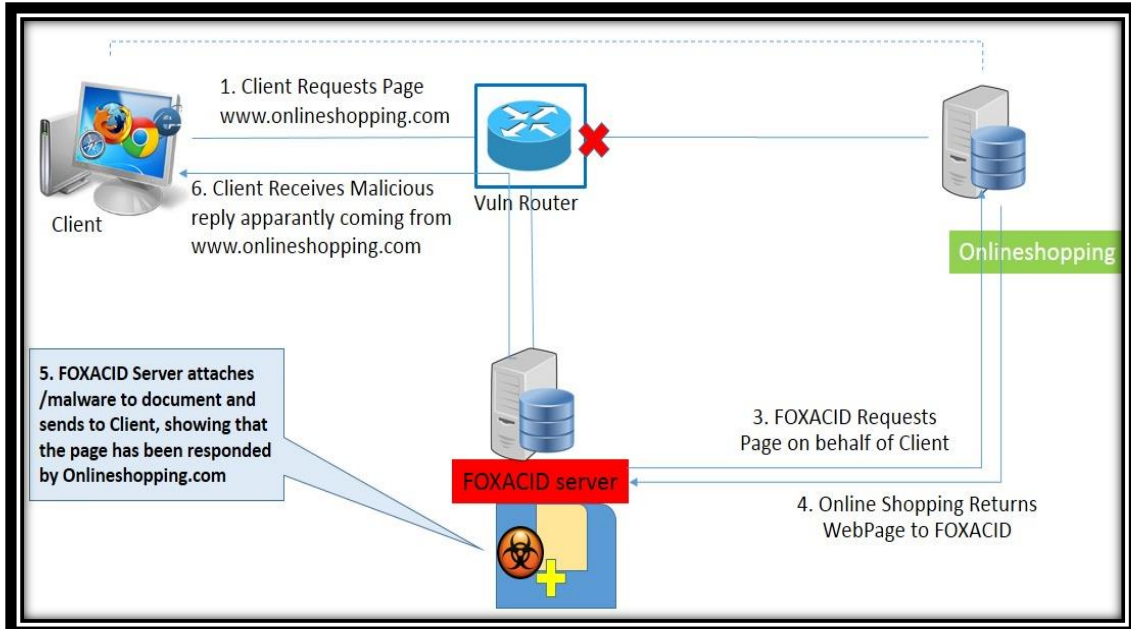 1. Client Requests Page
www.onlineshopping.com
6. Client Receives Malicious
reply apparantly coming from
www.onlineshopping.com
Client
Vuln Router
Onlineshopping
5. FOXACID Server attaches
/malware to document and
sends to Client, showing that
the page has been responded
by Onlineshopping.com
FOXACID server
3. FOXACID Requests
Page on behalf of Client
4. Online Shopping Returns
WebPage to FOXACID